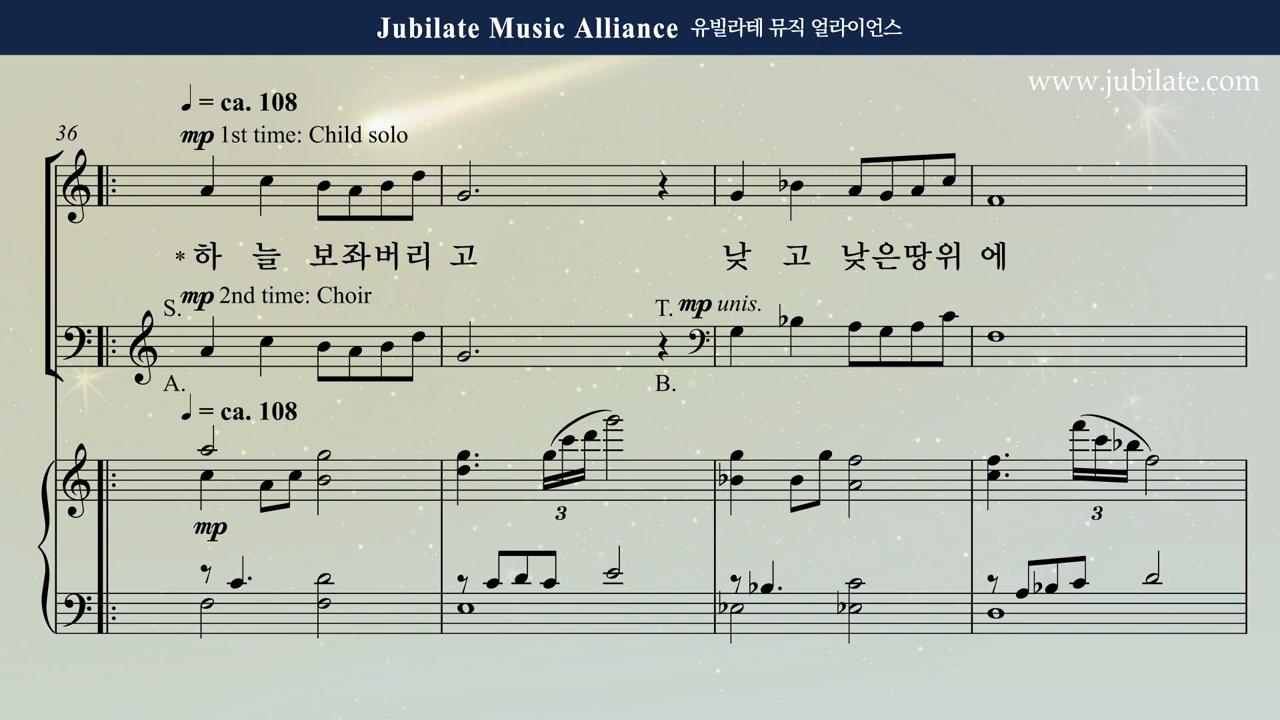 Jubilate Music Alliance 유빌라테 뮤직 얼라이언스
www.jubilate.com
♩ = ca. 108
36
mp 1st time: Child solo
*하 늘 보좌버리 고 낮 고 낮은땅위 에
S. mp 2nd time: Choir T. mp unis.
A. B.
♩ = ca. 108
3 3
mp